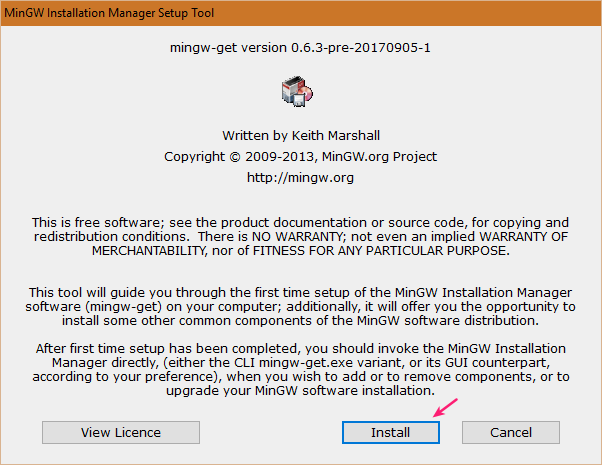 MinGW Installation Manager Setup Tool
mingw-get version 0.6.3-pre-20170905-1
Written by Keith Marshall
Copyright © 2009-2013, MinGW.org Project
http://mingw.org
This is free software; see the product documentation or source code, for copying and
redistribution conditions.  There is NO WARRANTY; not even an implied WARRANTY OF
MERCHANTABILITY, nor of FITNESS FOR ANY PARTICULAR PURPOSE.
This tool will guide you through the first time setup of the MinGW Installation Manager
software (mingw-get) on your computer; additionally, it will offer you the opportunity to
install some other common components of the MinGW software distribution.
After first time setup has been completed, you should invoke the MinGW Installation
Manager directly, (either the CLI mingw-get.exe variant, or its GUI counterpart,
according to your preference), when you wish to add or to remove components, or to
upgrade your MinGW software installation.
View Licence
Install
Cancel